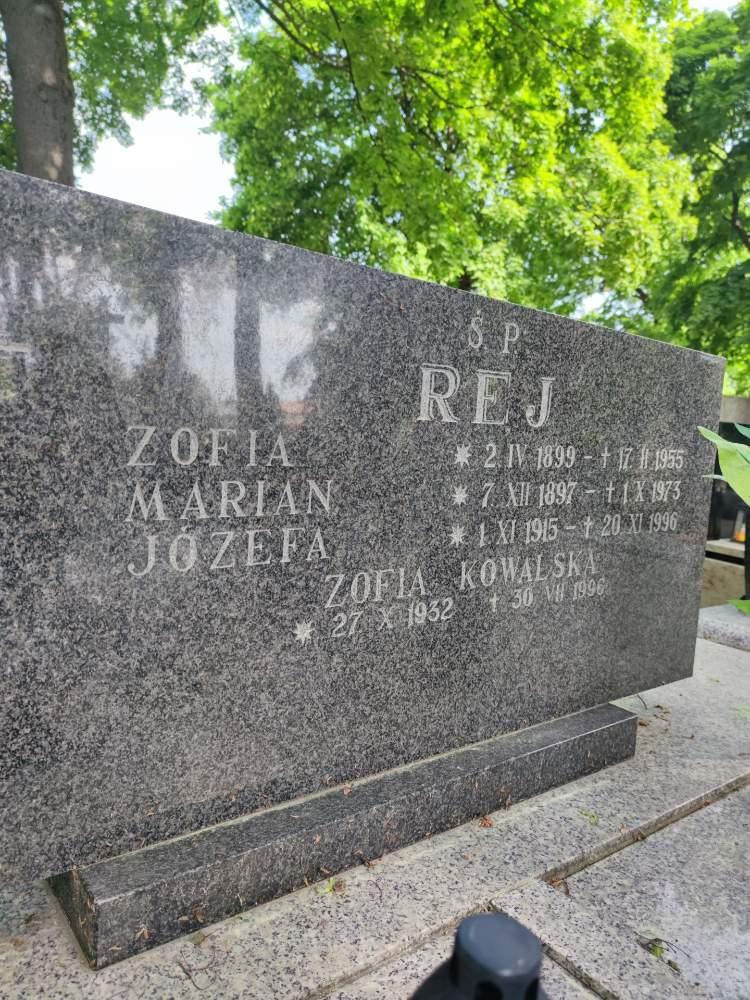 Ś P
REJ
ZOFIA * 2. IV 1899 – † 17. II 1955
MARIAN * 7. XII 1897 – † 1. X 1973
JÓZEFA * 1. XI 1915 – † 20. XI 1996
ZOFIA KOWALSKA
* 27 X 1932 † 30 VII 1996